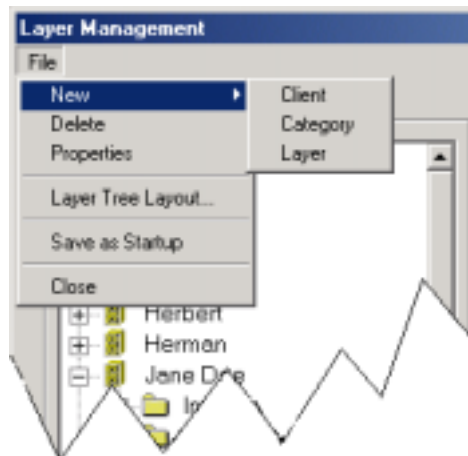 Layer Management
File
New Client
Delete Category
Properties Layer
Layer Tree Layout...
Save as Startup
Close
Herbert
Herman
Jane Doe